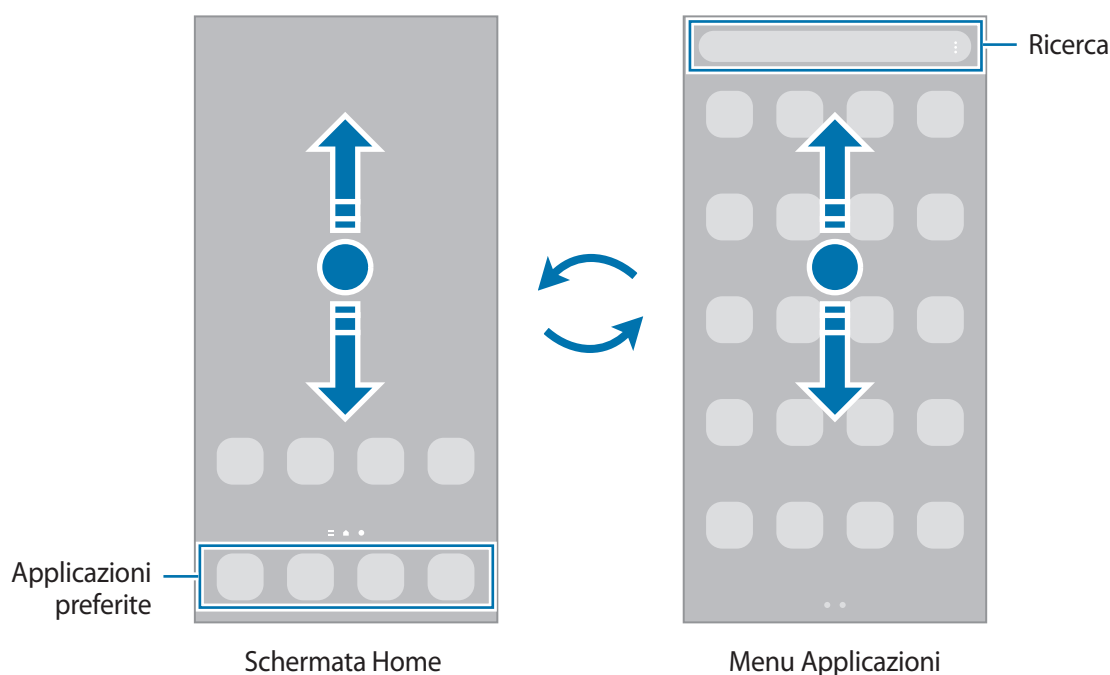 Ricerca
Applicazioni
preferite
Schermata Home
Menu Applicazioni